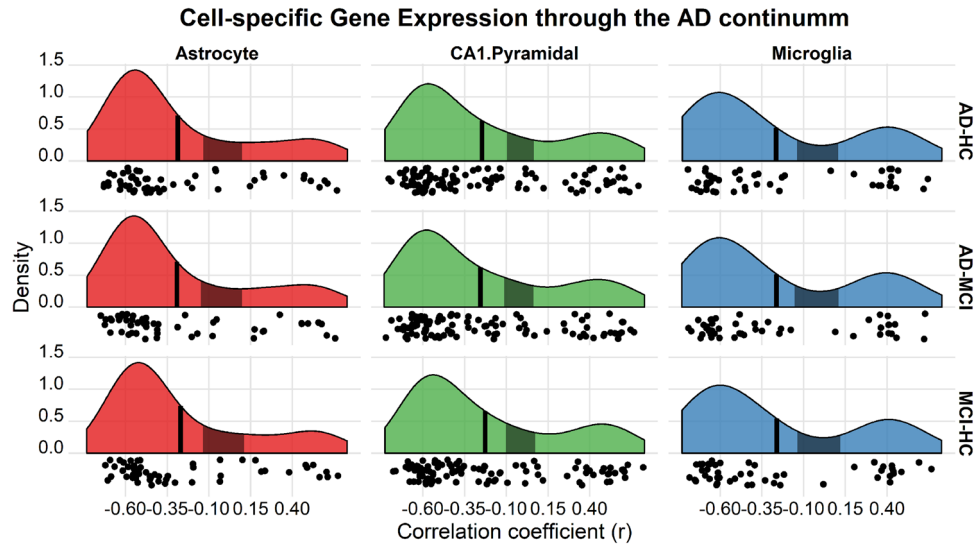 Cell-specific Gene Expression through the AD continumm
Astrocyte CA1.Pyramidal Microglia
1.5
1.0
0.5
0.0
AD-HC
1.5
1.0
0.5
0.0
AD-MCI
1.5
1.0
0.5
0.0
MCI-HC
Density
-0.60 -0.35 -0.10 0.15 0.40 -0.60 -0.35 -0.10 0.15 0.40 -0.60 -0.35 -0.10 0.15 0.40
Correlation coefficient (r)